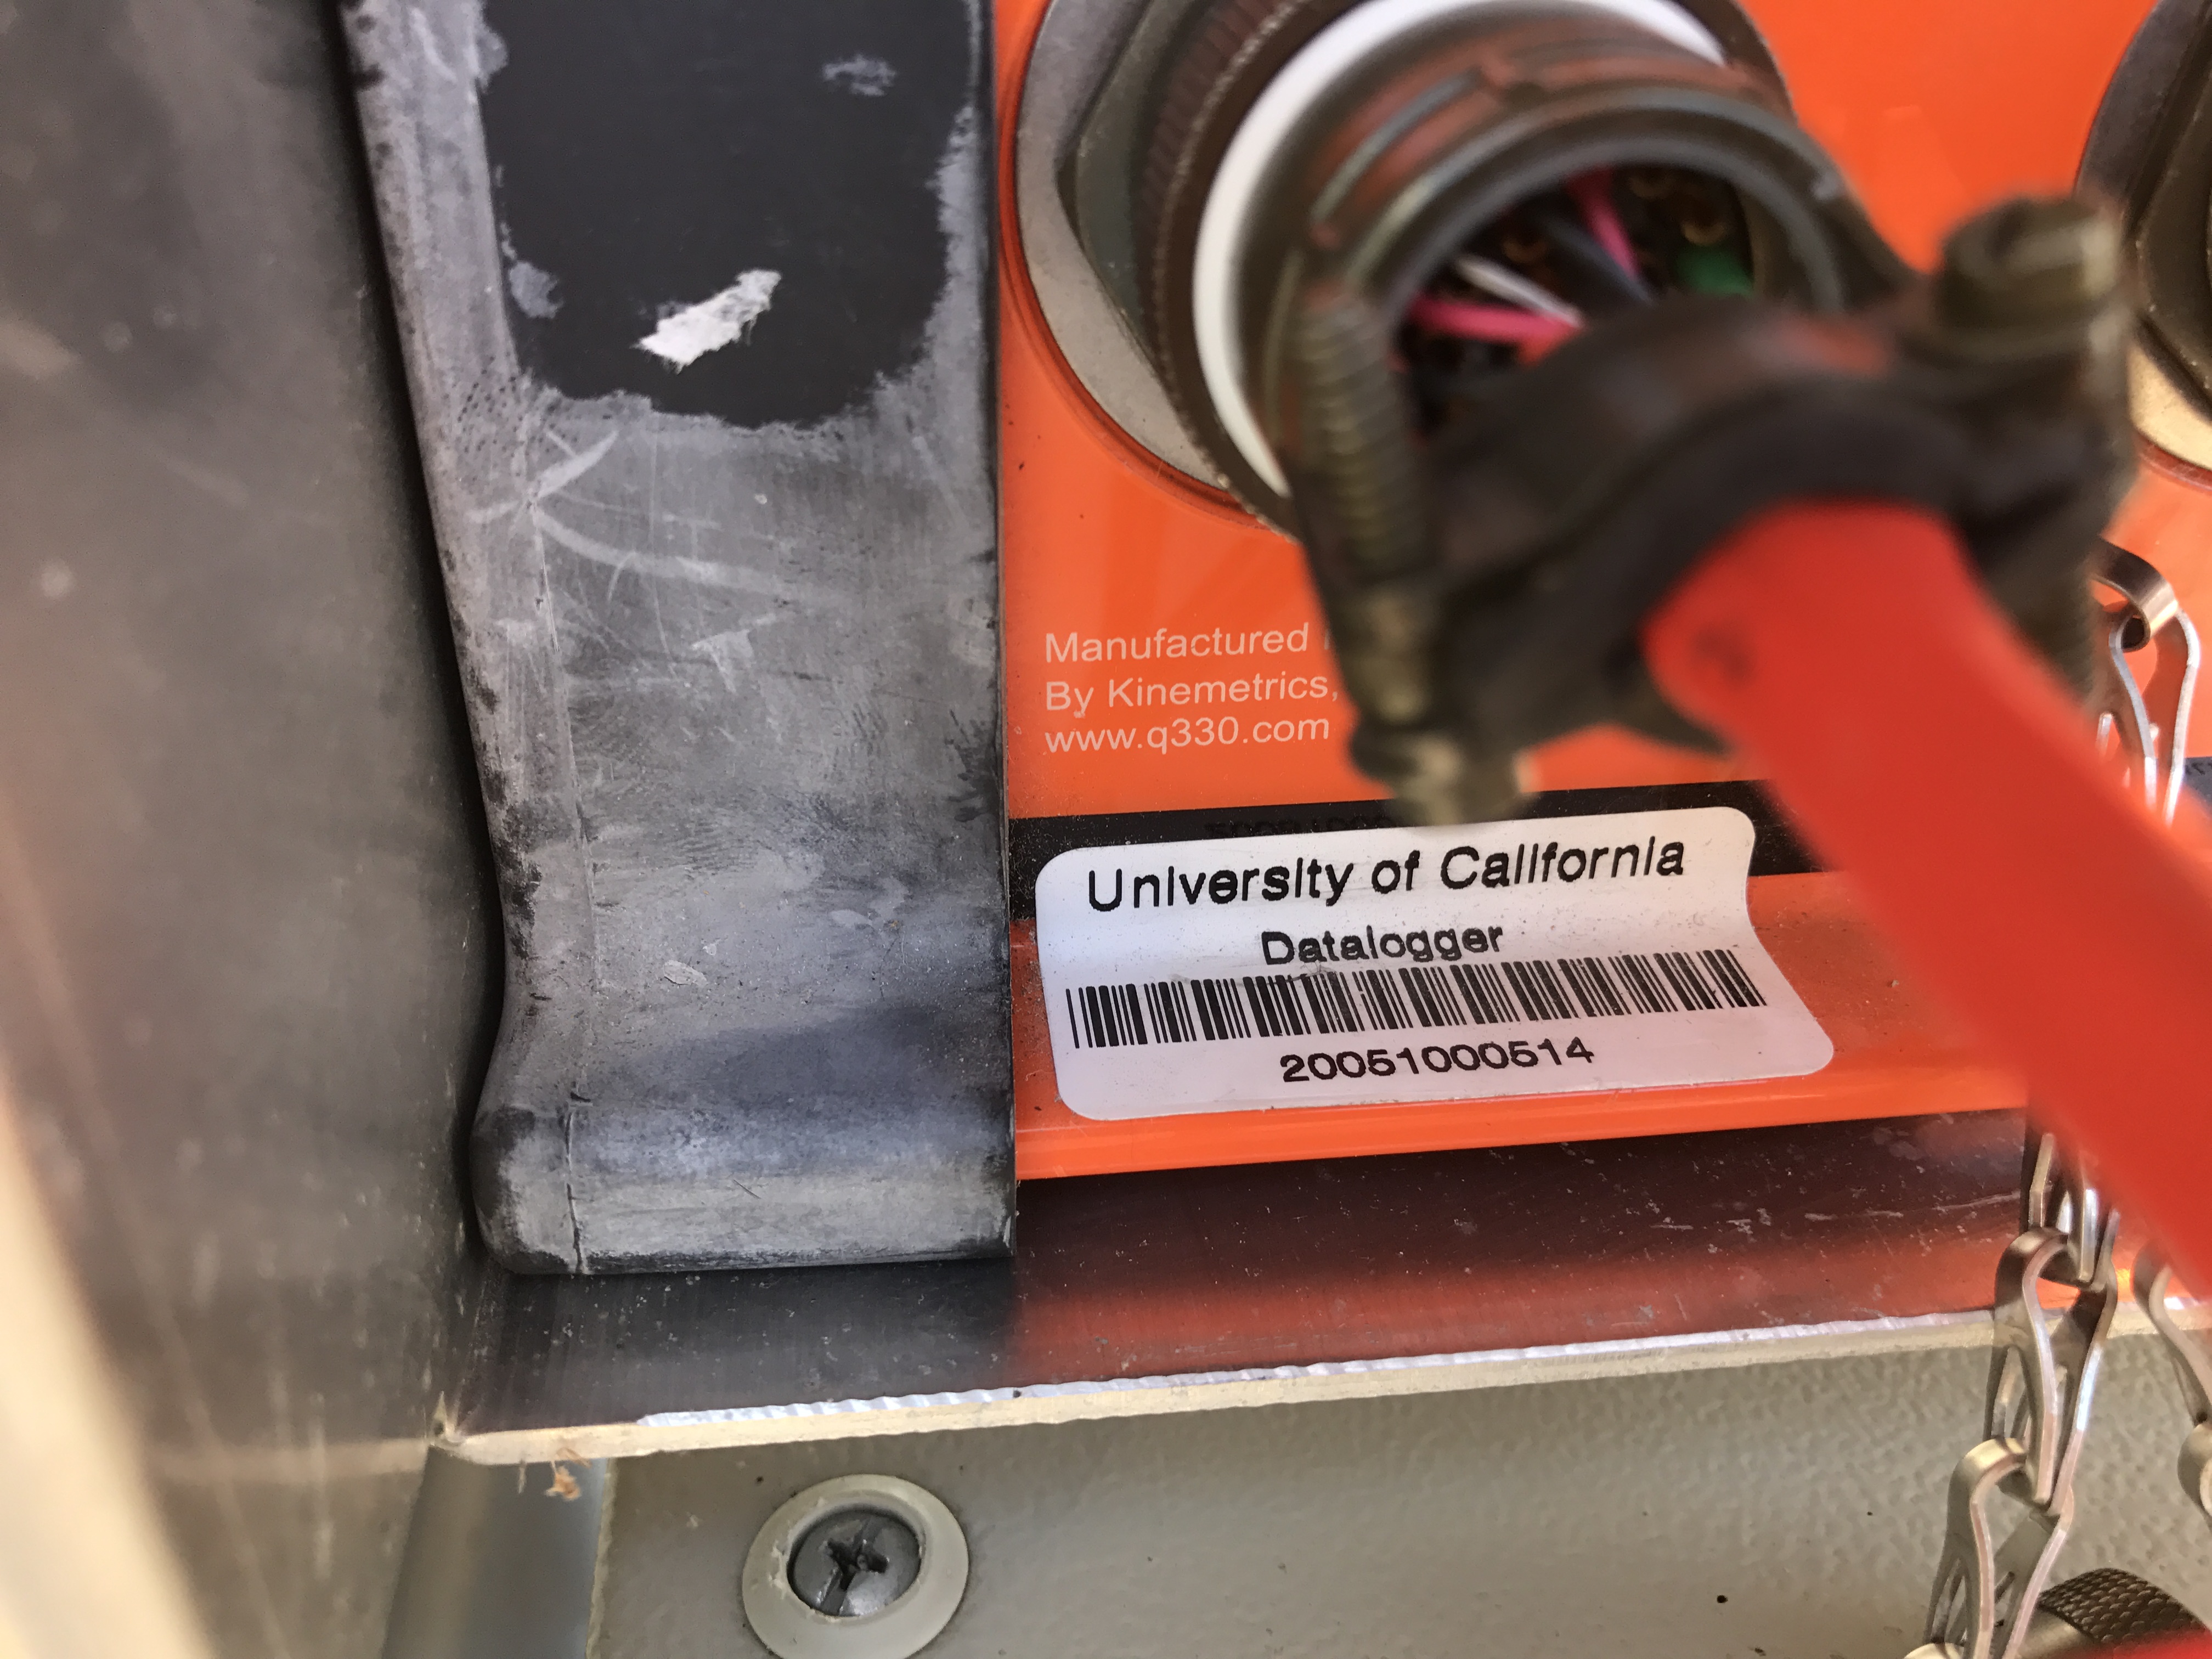 Manufactured
By Kinemetrics,
www.q330.com
University of California
Datalogger
20051000514